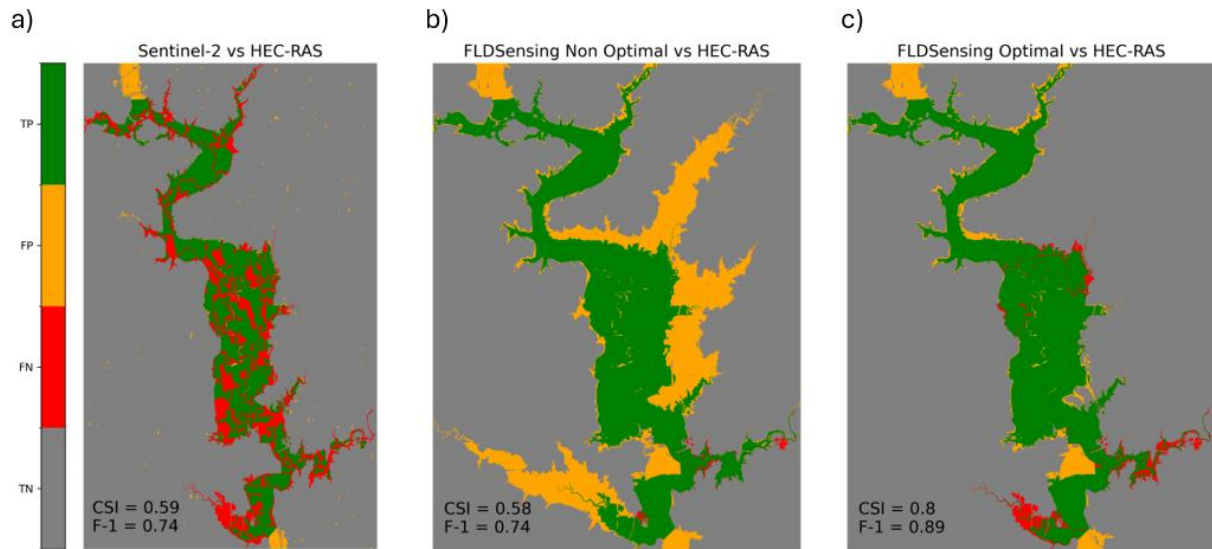 a)
b)
c)
Sentinel-2 vs HEC-RAS
FLDSensing Non Optimal vs HEC-RAS
FLDSensing Optimal vs HEC-RAS
TP
FP
FN
TN
CSI = 0.59
F-1 = 0.74
CSI = 0.58
F-1 = 0.74
CSI = 0.8
F-1 = 0.89